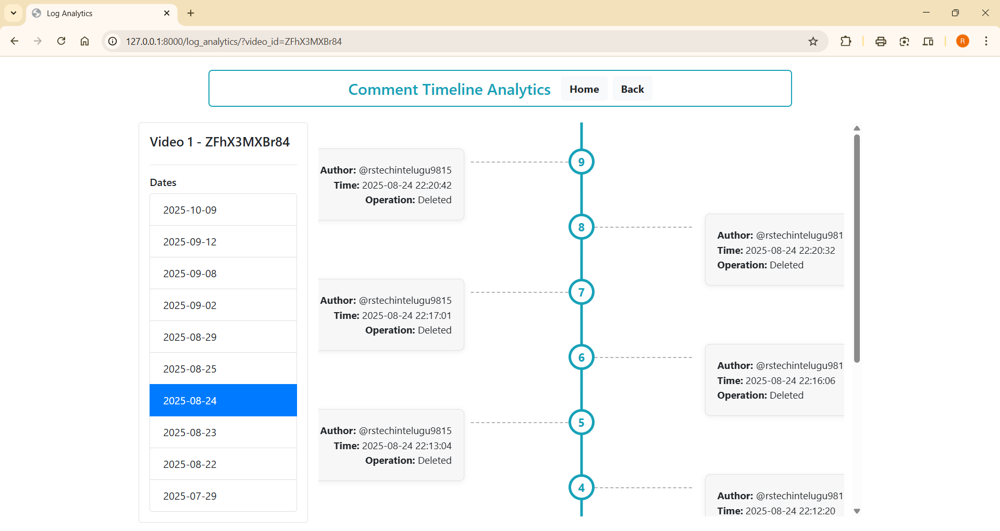 Log Analytics
127.0.0.1:8000/log_analytics/?video_id=ZFhX3MXBr84
R
Comment Timeline Analytics
Home
Back
Video 1 - ZFhX3MXBr84
Dates
2025-10-09
2025-09-12
2025-09-08
2025-09-02
2025-08-29
2025-08-25
2025-08-24
2025-08-23
2025-08-22
2025-07-29
9
Author: @rstechintelugu9815
Time: 2025-08-24 22:20:42
Operation: Deleted
8
Author: @rstechintelugu981
Time: 2025-08-24 22:20:32
Operation: Deleted
7
Author: @rstechintelugu9815
Time: 2025-08-24 22:17:01
Operation: Deleted
6
Author: @rstechintelugu981
Time: 2025-08-24 22:16:06
Operation: Deleted
5
Author: @rstechintelugu9815
Time: 2025-08-24 22:13:04
Operation: Deleted
4
Author: @rstechintelugu981
Time: 2025-08-24 22:12:20